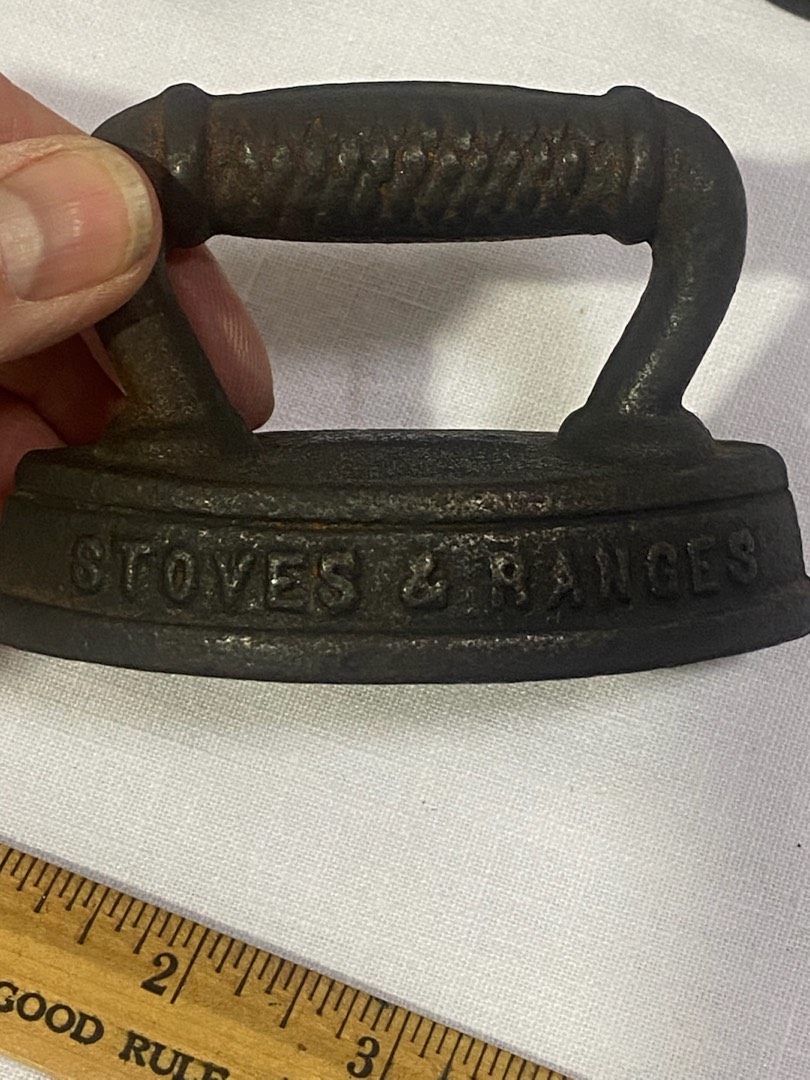 STOVES & RANGES
2
3
GOOD RULE